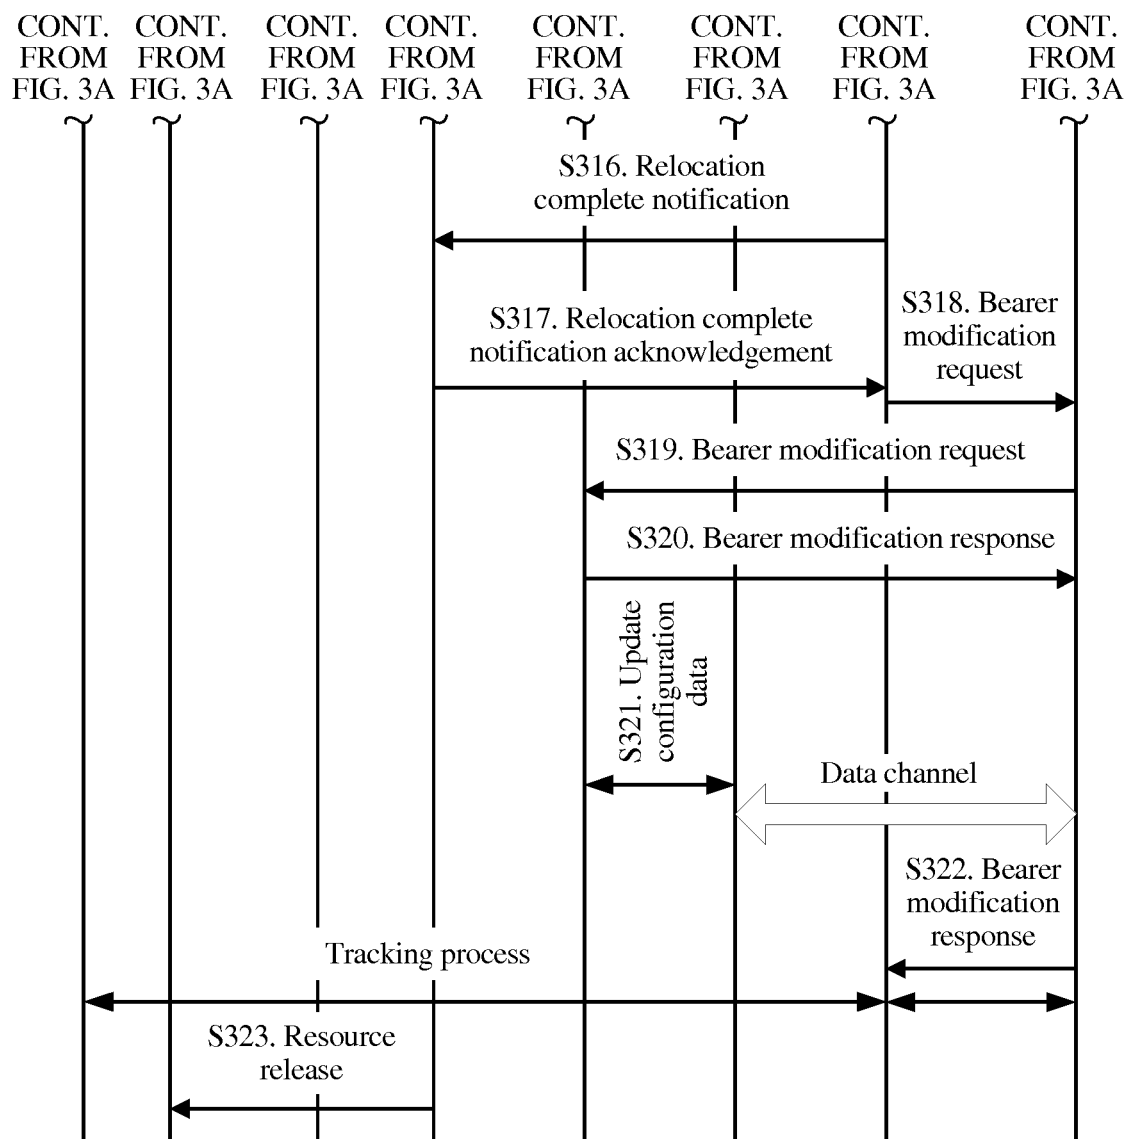 CONT. FROM FIG. 3A
CONT. FROM FIG. 3A
CONT. FROM FIG. 3A
CONT. FROM FIG. 3A
CONT. FROM FIG. 3A
CONT. FROM FIG. 3A
CONT. FROM FIG. 3A
CONT. FROM FIG. 3A
S316. Relocation
complete notification
S317. Relocation complete
notification acknowledgement
S318. Bearer
modification
request
S319. Bearer modification request
S320. Bearer modification response
S321. Update
configuration
data
Data channel
S322. Bearer
modification
response
Tracking process
S323. Resource
release